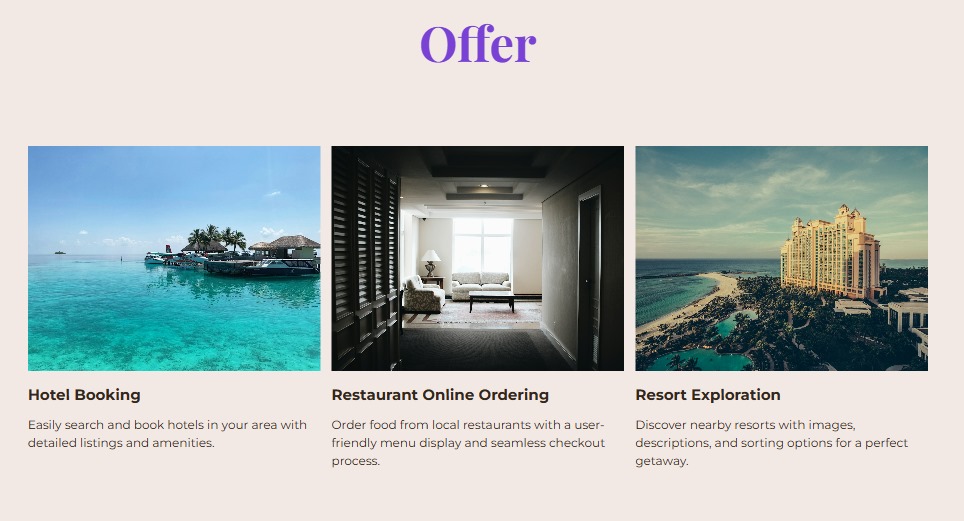 Offer
Hotel Booking
Easily search and book hotels in your area with
detailed listings and amenities.
Restaurant Online Ordering
Order food from local restaurants with a user-
friendly menu display and seamless checkout
process.
Resort Exploration
Discover nearby resorts with images,
descriptions, and sorting options for a perfect
getaway.